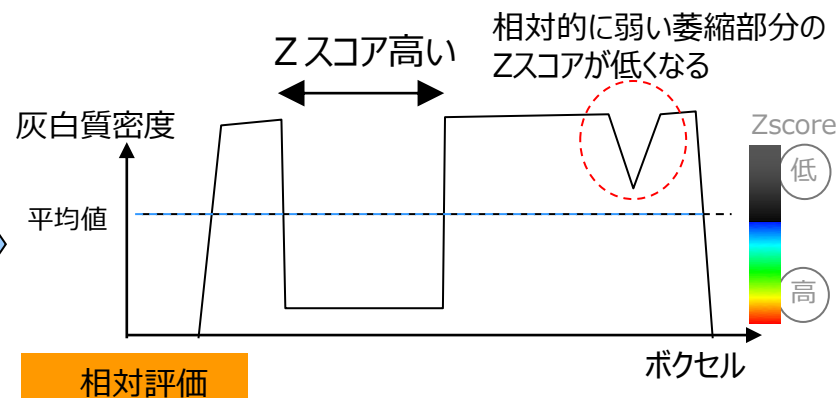 相対的に弱い萎縮部分の
Zスコアが低くなる
Zスコア高い
灰白質密度
Zscore
低
平均値
高
ボクセル
相対評価